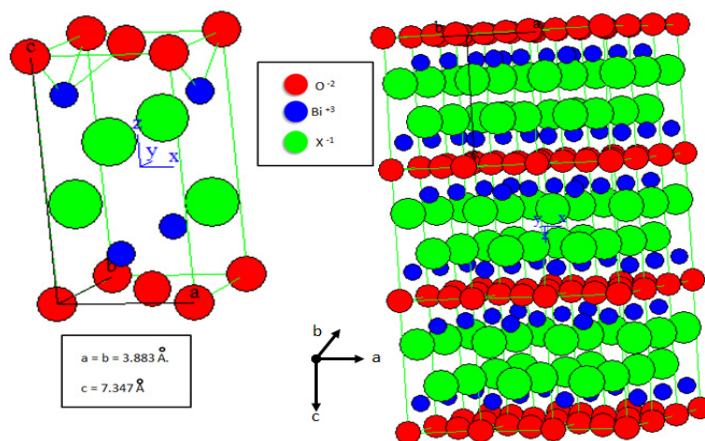 c
z
y x
b
a
a = b = 3.883 Å.
c = 7.347 Å
O -2
Bi +3
X -1
b
a
c
b a
y x
z